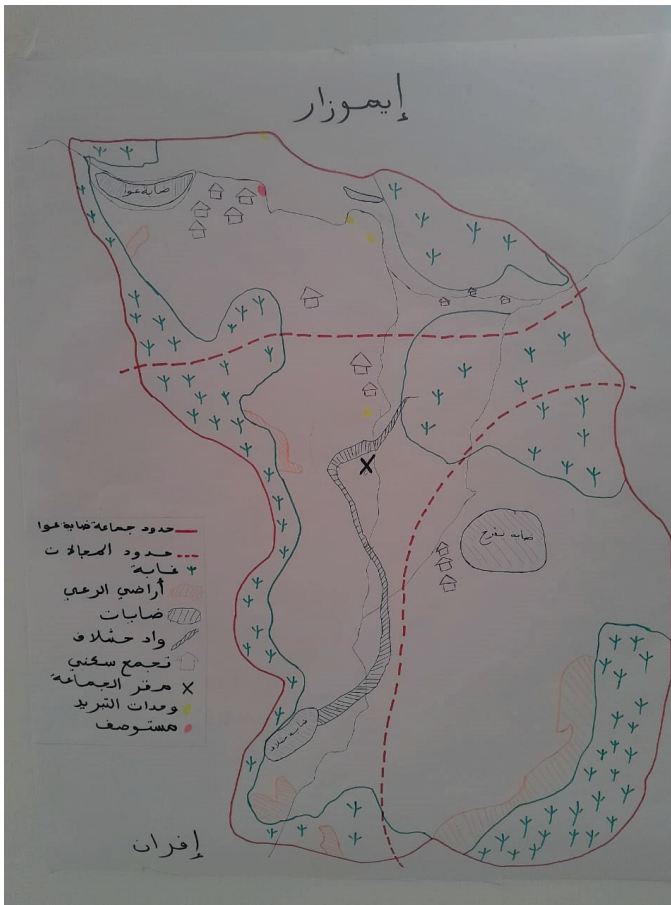 إيموزار
ضاية عوا
ضاية يفرح
حدود جماعة ضاية عوا
حدود المجالات
غابة
أراضي الرعي
ضايات
واد حشلاف
تجمع سكني
مقر الجماعة
وحدات التبريد
مستوصف
ضاية حشلاف
إفران